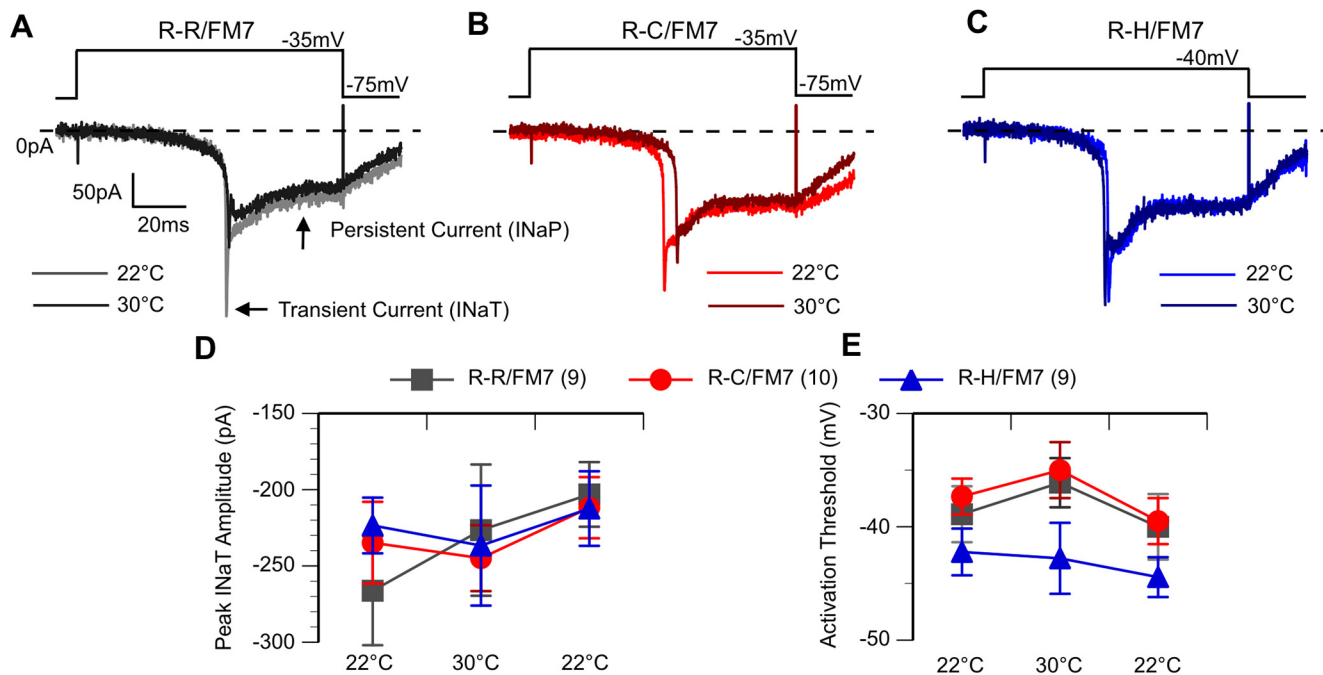 A
R-R/FM7
-35mV
-75mV
0pA
50pA
20ms
Persistent Current (INaP)
22°C
30°C
Transient Current (INaT)
B
R-C/FM7
-35mV
-75mV
22°C
30°C
C
R-H/FM7
-40mV
22°C
30°C
D
E
R-R/FM7 (9)
R-C/FM7 (10)
R-H/FM7 (9)
Peak INaT Amplitude (pA)
-150
-200
-250
-300
22°C
30°C
22°C
Activation Threshold (mV)
-30
-40
-50
22°C
30°C
22°C